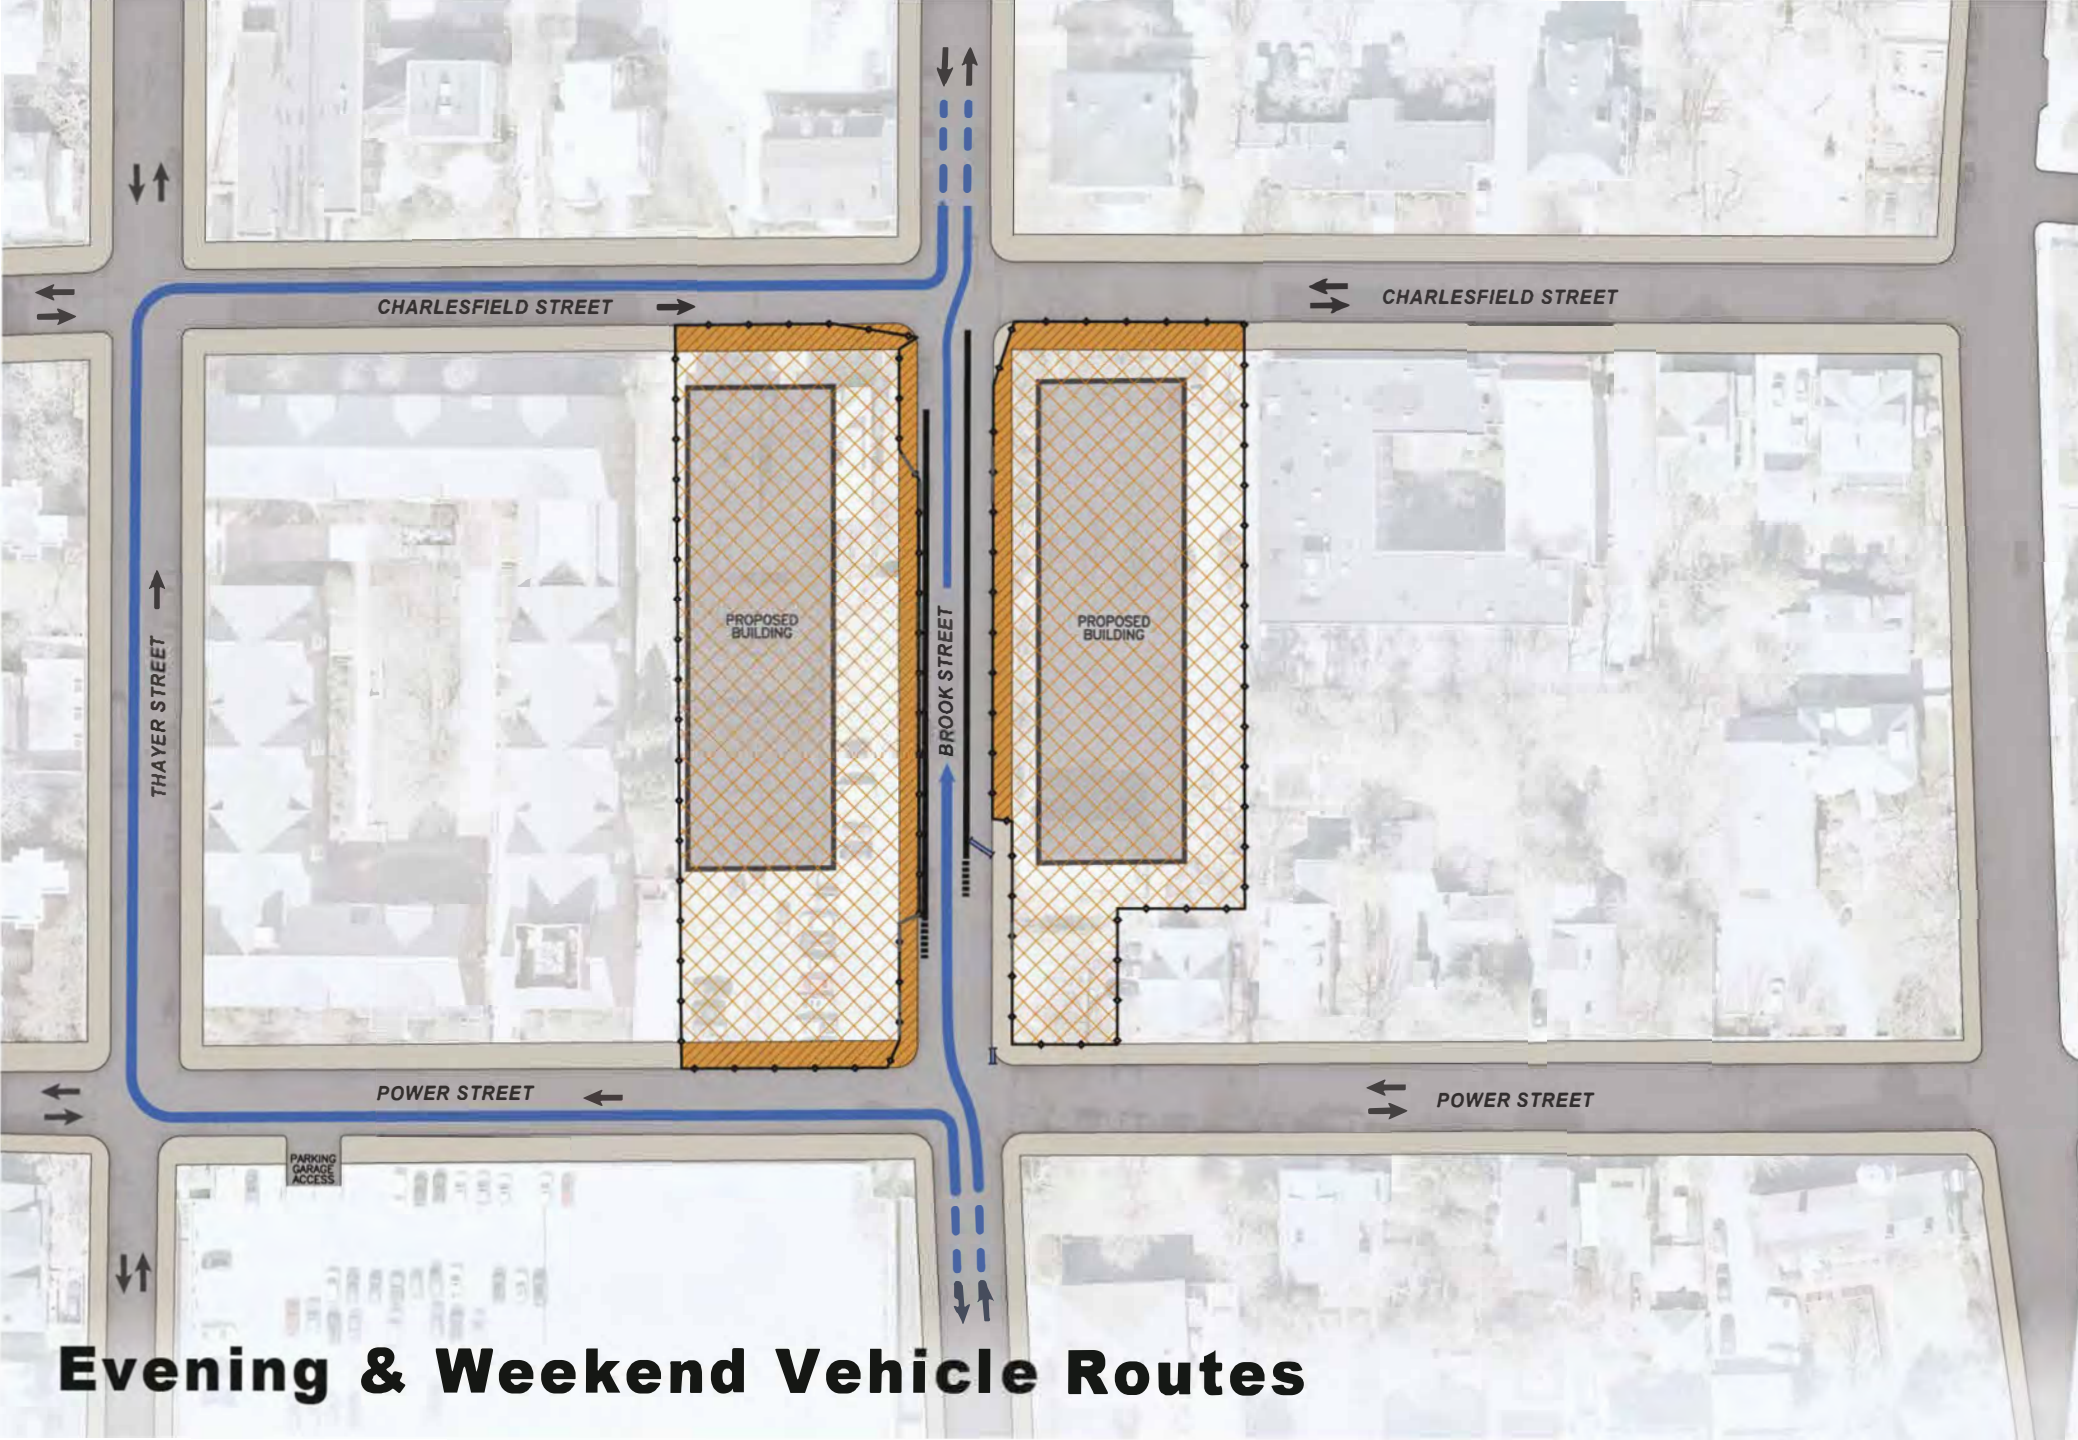 CHARLESFIELD STREET
CHARLESFIELD STREET
THAYER STREET
PROPOSED
BUILDING
BROOK STREET
PROPOSED
BUILDING
POWER STREET
POWER STREET
PARKING
GARAGE
ACCESS
Evening & Weekend Vehicle Routes